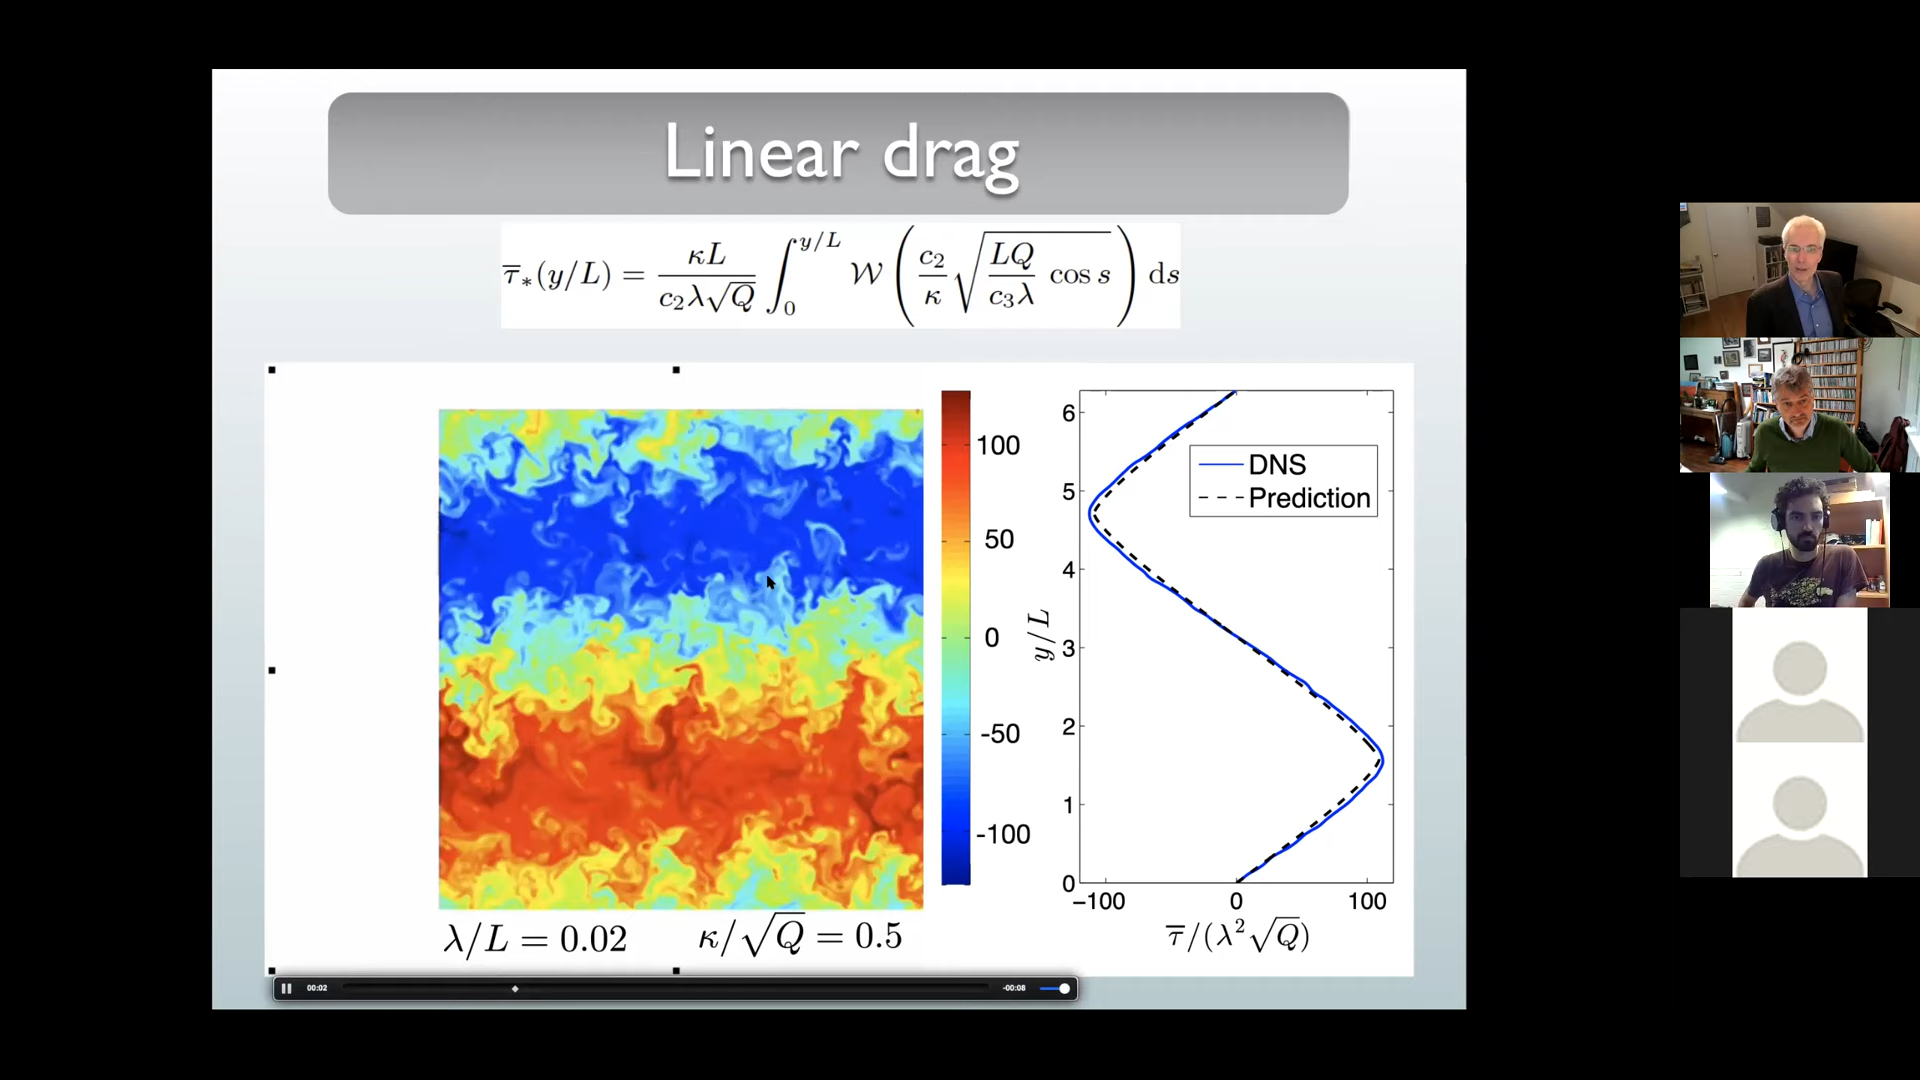 Linear drag
τ̅∗(y/L) = κL / (c₂λ√Q) ∫₀^{y/L} 𝒲 ( c₂/κ √( LQ/(c₃λ) cos s ) ) ds
100
50
0
-50
-100
λ/L = 0.02
κ/√Q = 0.5
6
5
4
3
2
1
0
y/L
DNS
Prediction
−100
0
100
τ̅/(λ²√Q)
00:02
-00:08